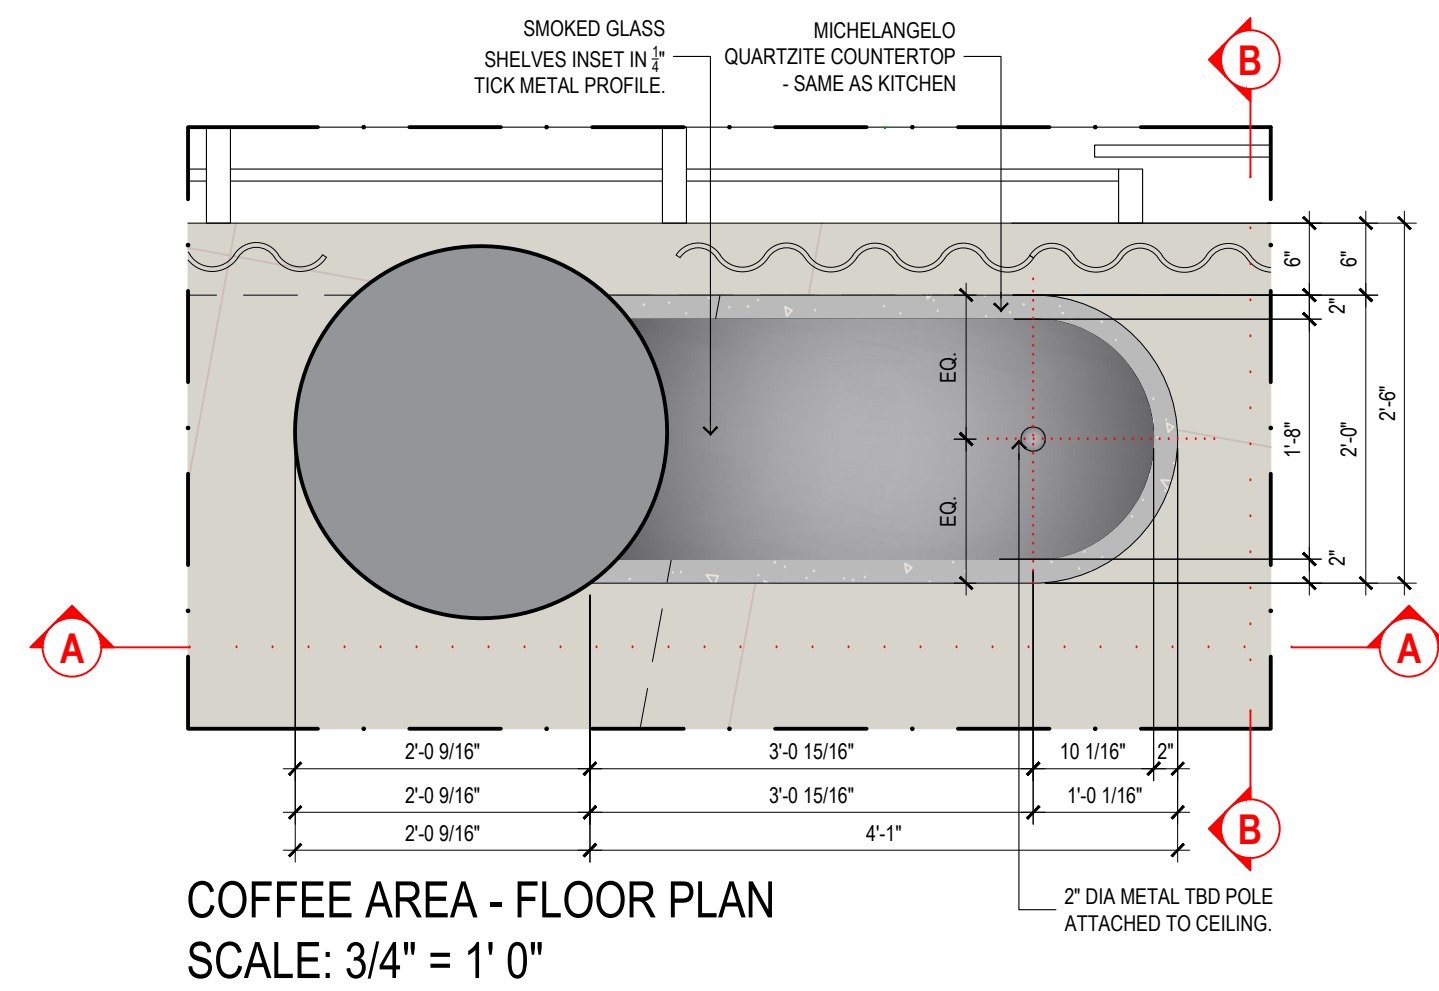 SMOKED GLASS
SHELVES INSET IN 1/4"
TICK METAL PROFILE.
MICHELANGELO
QUARTZITE COUNTERTOP
- SAME AS KITCHEN
B
6"
6"
2"
EQ.
2'-6"
1'-8"
2'-0"
EQ.
2"
A
A
2'-0 9/16"
3'-0 15/16"
10 1/16"
2"
2'-0 9/16"
3'-0 15/16"
1'-0 1/16"
2'-0 9/16"
4'-1"
B
COFFEE AREA - FLOOR PLAN
SCALE: 3/4" = 1' 0"
2" DIA METAL TBD POLE
ATTACHED TO CEILING.